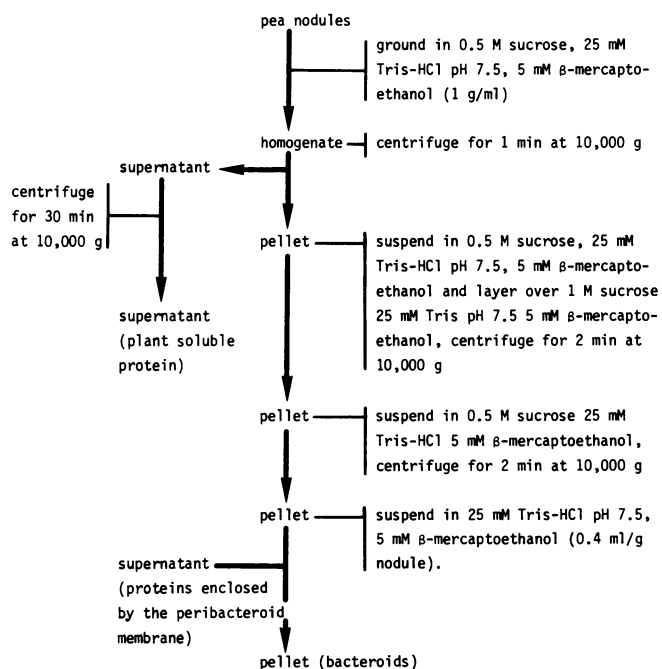 pea nodules
ground in 0.5 M sucrose, 25 mM
Tris-HCl pH 7.5, 5 mM β-mercapto-
ethanol (1 g/ml)
homogenate
centrifuge for 1 min at 10,000 g
supernatant
centrifuge
for 30 min
at 10,000 g
pellet
suspend in 0.5 M sucrose, 25 mM
Tris-HCl pH 7.5, 5 mM β-mercapto-
ethanol and layer over 1 M sucrose
25 mM Tris pH 7.5 5 mM β-mercapto-
ethanol, centrifuge for 2 min at
10,000 g
supernatant
(plant soluble
protein)
pellet
suspend in 0.5 M sucrose 25 mM
Tris-HCl 5 mM β-mercaptoethanol,
centrifuge for 2 min at 10,000 g
pellet
suspend in 25 mM Tris-HCl pH 7.5,
5 mM β-mercaptoethanol (0.4 ml/g
nodule).
supernatant
(proteins enclosed
by the peribacteroid
membrane)
pellet (bacteroids)